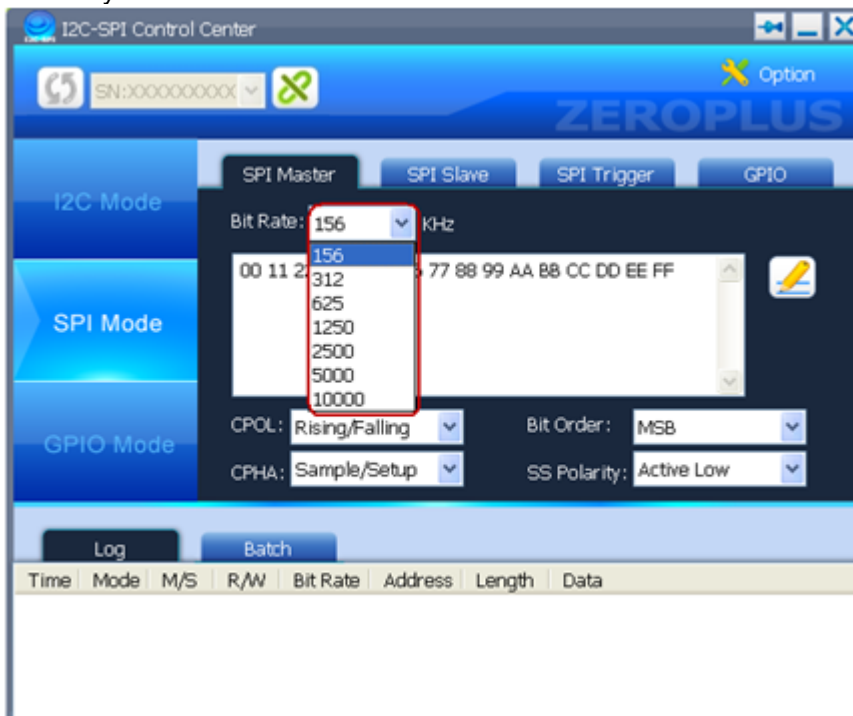 I2C-SPI Control Center
SN:XXXXXXXXX
Option
ZEROPLUS
I2C Mode
SPI Mode
GPIO Mode
SPI Master SPI Slave SPI Trigger GPIO
Bit Rate: 156 KHz
156
312
625
1250
2500
5000
10000
00 11 77 88 99 AA BB CC DD EE FF
CPOL: Rising/Falling Bit Order: MSB
CPHA: Sample/Setup SS Polarity: Active Low
Log Batch
Time Mode M/S R/W Bit Rate Address Length Data